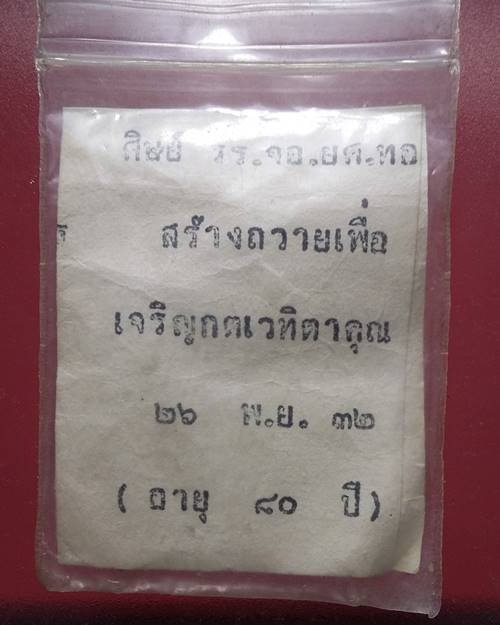 ศิษย์ รร.จอ.ยศ.ทอ
สร้างถวายเพื่อ
เจริญกตเวทิตาคุณ
๒๖ พ.ย. ๓๒
( อายุ ๘๐ ปี)